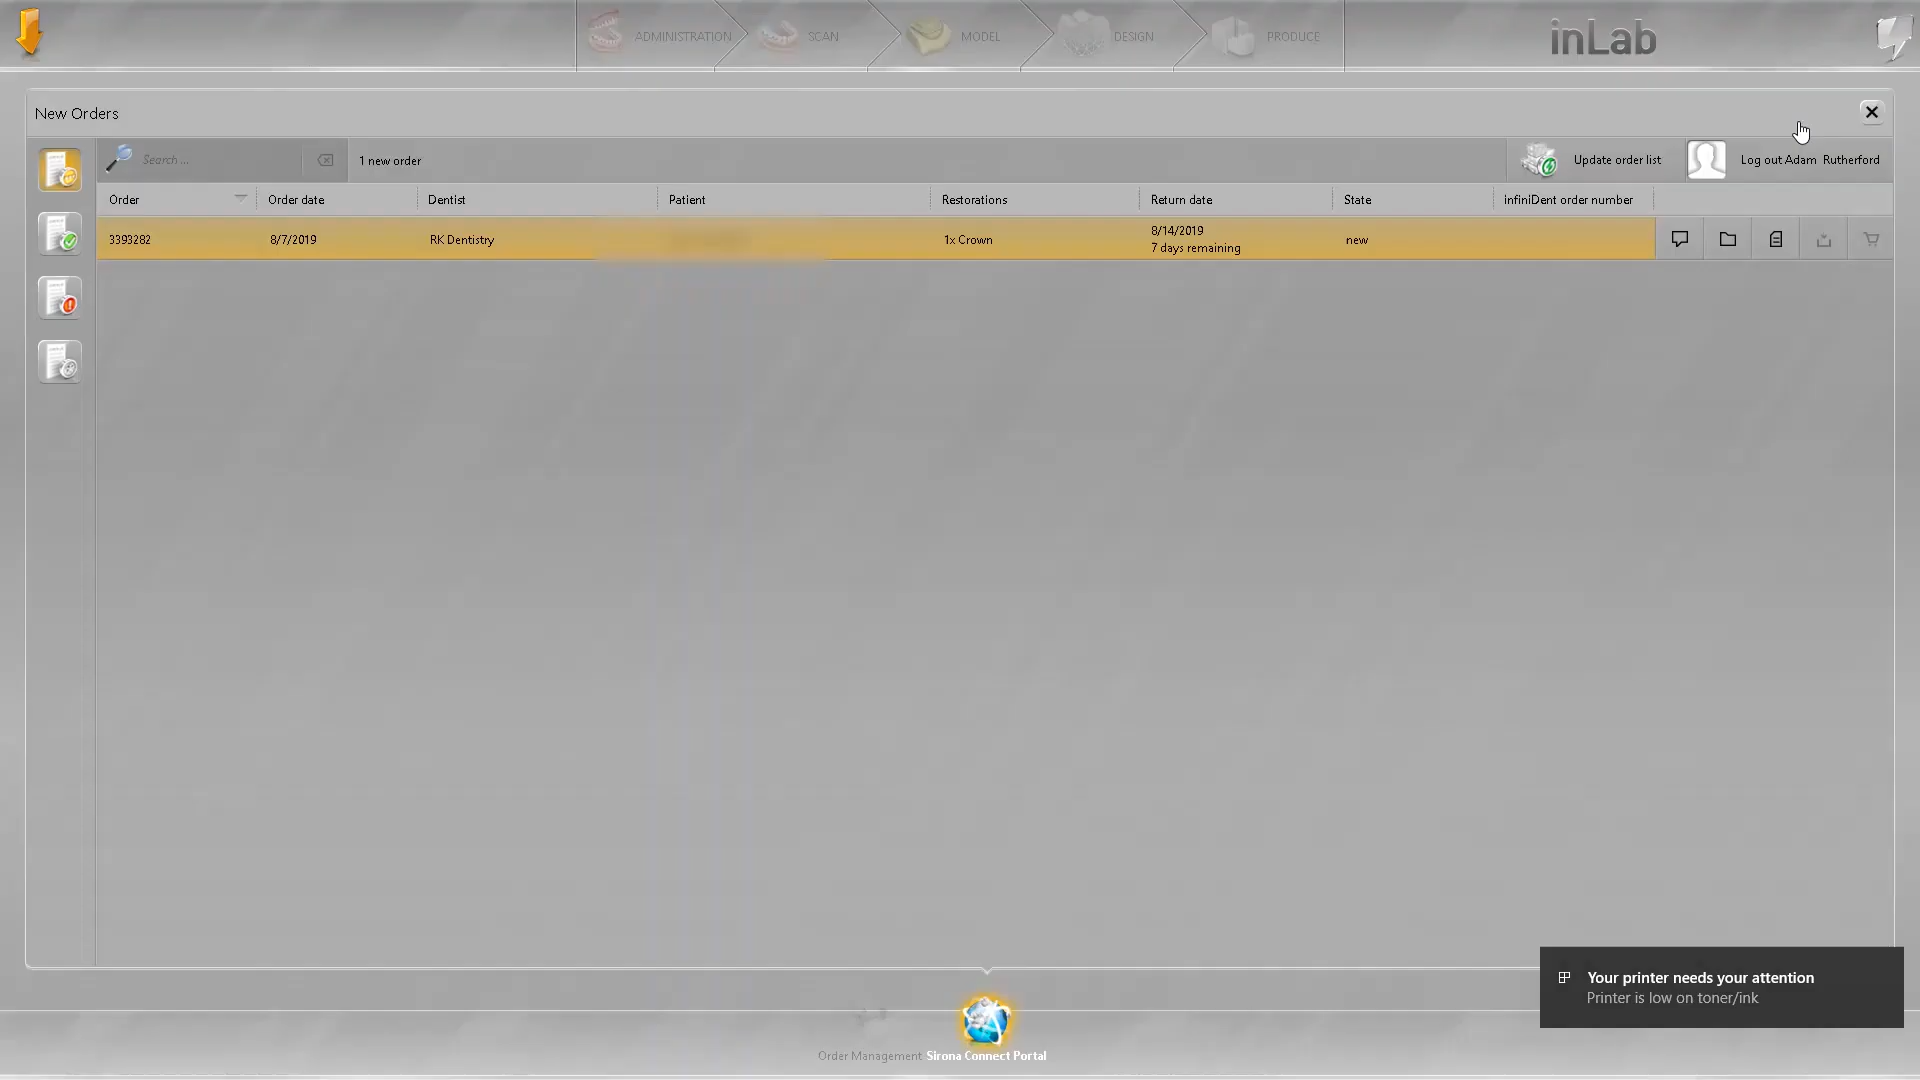 ADMINISTRATION
SCAN
MODEL
DESIGN
PRODUCE
inLab
New Orders
Search ...
1 new order
Update order list
Log out Adam Rutherford
Order
Order date
Dentist
Patient
Restorations
Return date
State
infiniDent order number
3393282
8/7/2019
RK Dentistry
1x Crown
8/14/2019
7 days remaining
new
Your printer needs your attention
Printer is low on toner/ink
Order Management
Sirona Connect Portal